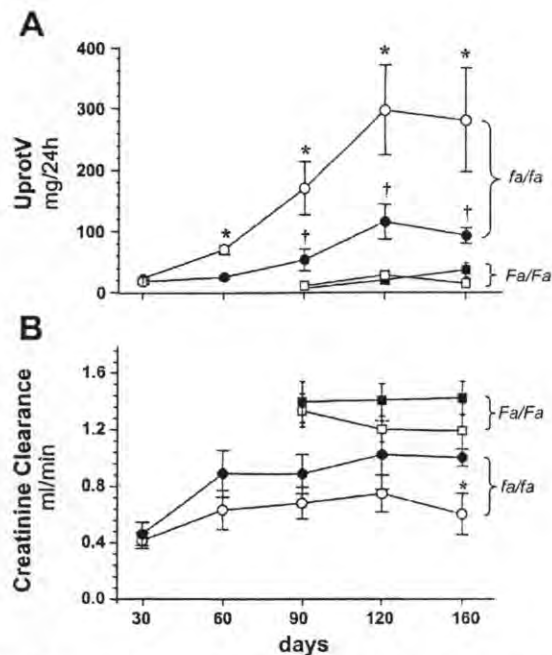 A
400
300
200
100
0
UprotV
mg/24h
*
*
*
*
†
†
†
fa/fa
Fa/Fa
B
1.6
1.2
0.8
0.4
0.0
Creatinine Clearance
ml/min
Fa/Fa
fa/fa
*
30 60 90 120 160
days